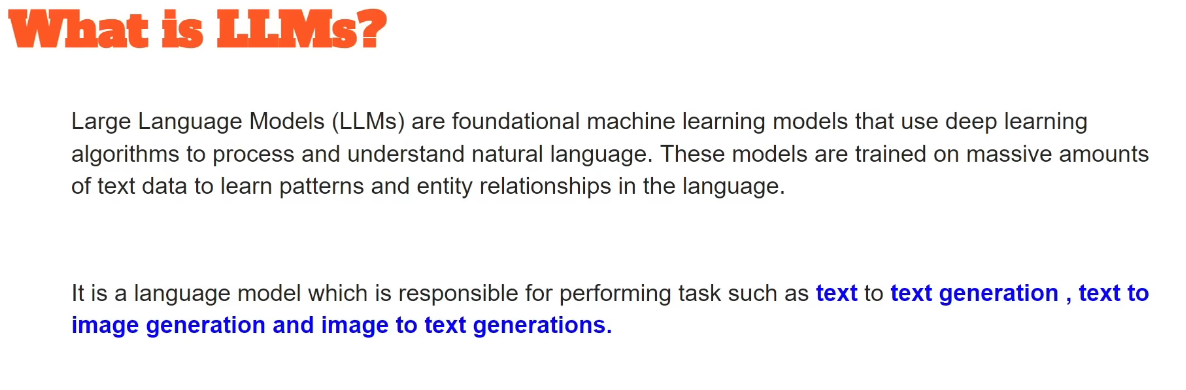 What is LLMs?
Large Language Models (LLMs) are foundational machine learning models that use deep learning
algorithms to process and understand natural language. These models are trained on massive amounts
of text data to learn patterns and entity relationships in the language.
It is a language model which is responsible for performing task such as text to text generation , text to
image generation and image to text generations.